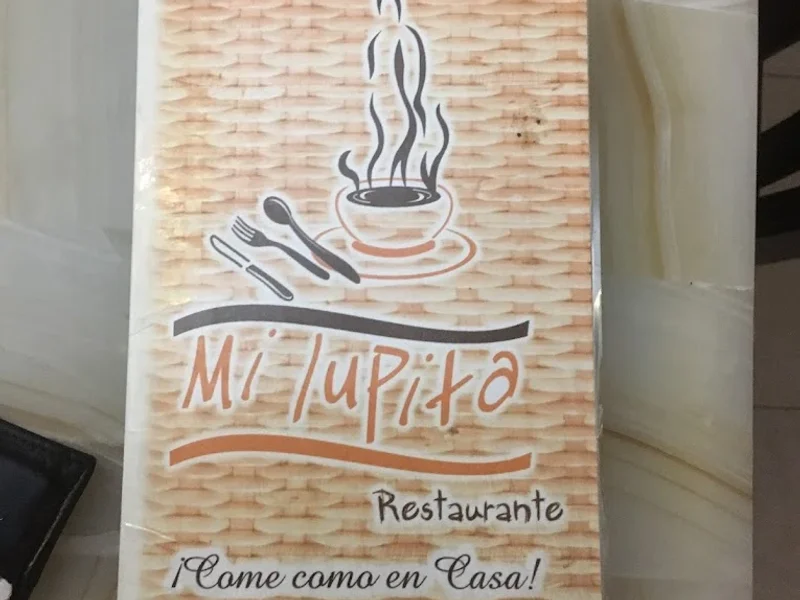 Mi lupita
Restaurante
¡Come como en Casa!